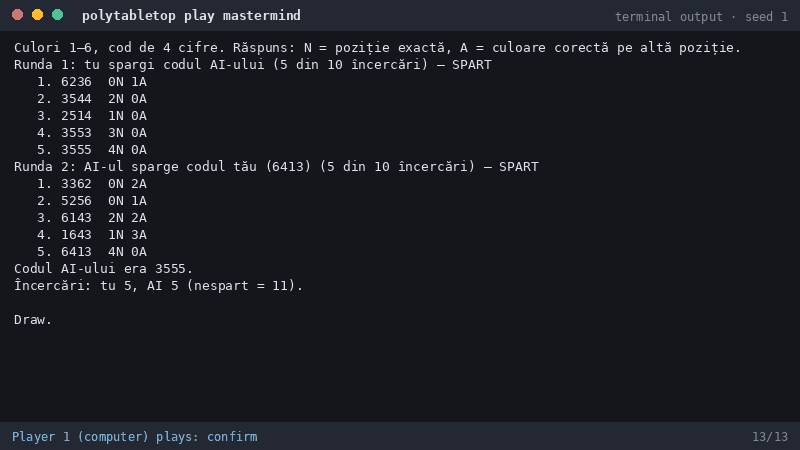 polytabletop play mastermind
terminal output · seed 1
Culori 1–6, cod de 4 cifre. Răspuns: N = poziție exactă, A = culoare corectă pe altă poziție.
Runda 1: tu spargi codul AI-ului (5 din 10 încercări) — SPART
1. 6236 0N 1A
2. 3544 2N 0A
3. 2514 1N 0A
4. 3553 3N 0A
5. 3555 4N 0A
Runda 2: AI-ul sparge codul tău (6413) (5 din 10 încercări) — SPART
1. 3362 0N 2A
2. 5256 0N 1A
3. 6143 2N 2A
4. 1643 1N 3A
5. 6413 4N 0A
Codul AI-ului era 3555.
Încercări: tu 5, AI 5 (nespart = 11).
Draw.
Player 1 (computer) plays: confirm
13/13